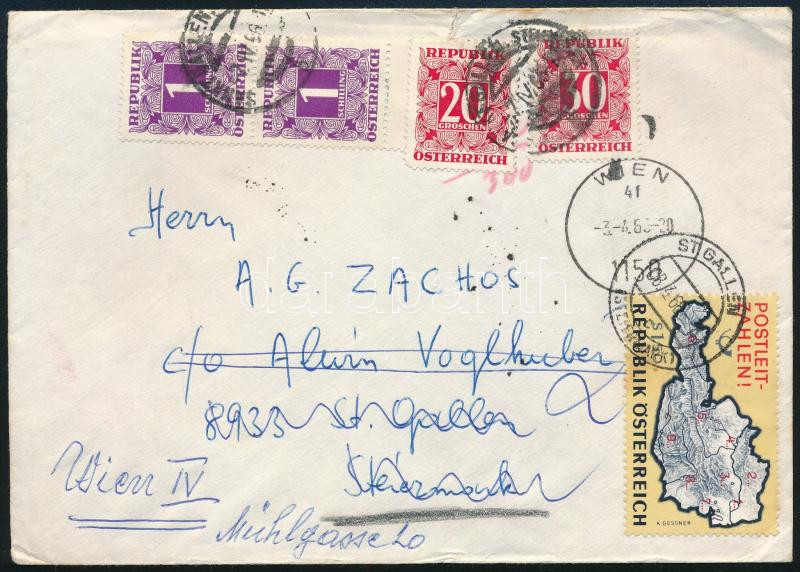 REPUBLIK 1 SCHILLING ÖSTERREICH
REPUBLIK 1 SCHILLING ÖSTERREICH
REPUBLIK
20
GROSCHEN
ÖSTERREICH
REPUBLIK
30
GROSCHEN
ÖSTERREICH
300
WIEN
41
1150
ST GALLEN
Herrn
A. G. ZACHOS
c/o Alwin Voglhuber
8933 St. Gallen
Steiermark
Wien IV
Mühlgasse 20
POSTLEIT-
ZAHLEN!
REPUBLIK ÖSTERREICH
A. GESSNER
darabanth